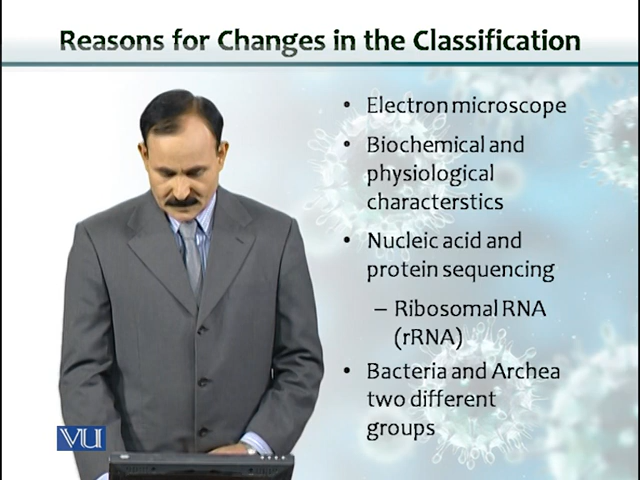 Reasons for Changes in the Classification
• Electron microscope
• Biochemical and
physiological
characterstics
• Nucleic acid and
protein sequencing
– Ribosomal RNA
(rRNA)
• Bacteria and Archea
two different
groups
VU